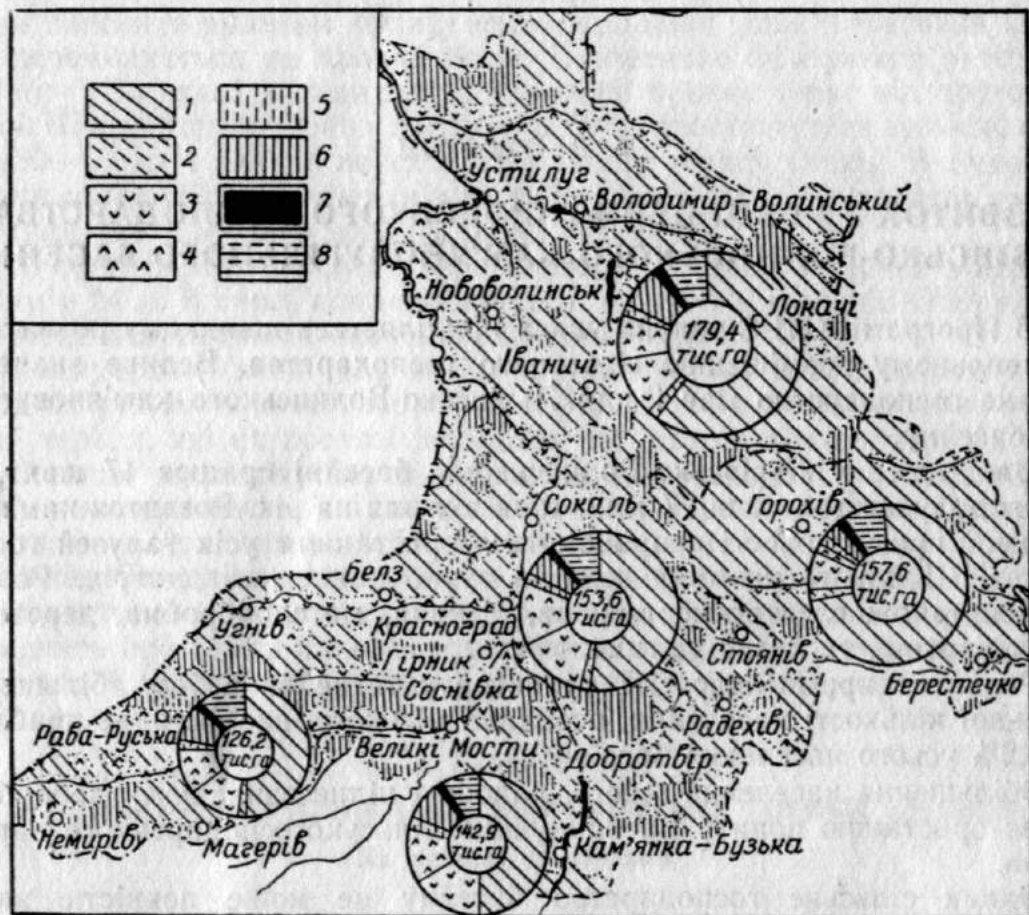 1 5
2 6
3 7
4 8
Устилуг
Володимир-Волинський
Нововолинськ
Локачі
179,4
тис.га
Іваничі
Сокаль
Горохів
157,6
тис.га
153,6
тис.га
Белз
Угнів
Красноград
Гірник
Соснівка
Стоянів
Берестечко
Радехів
Рава-Руська
126,2
тис.га
Великі Мости
Добротвір
Немирів
Магерів
142,9
тис.га
Кам'янка-Бузька